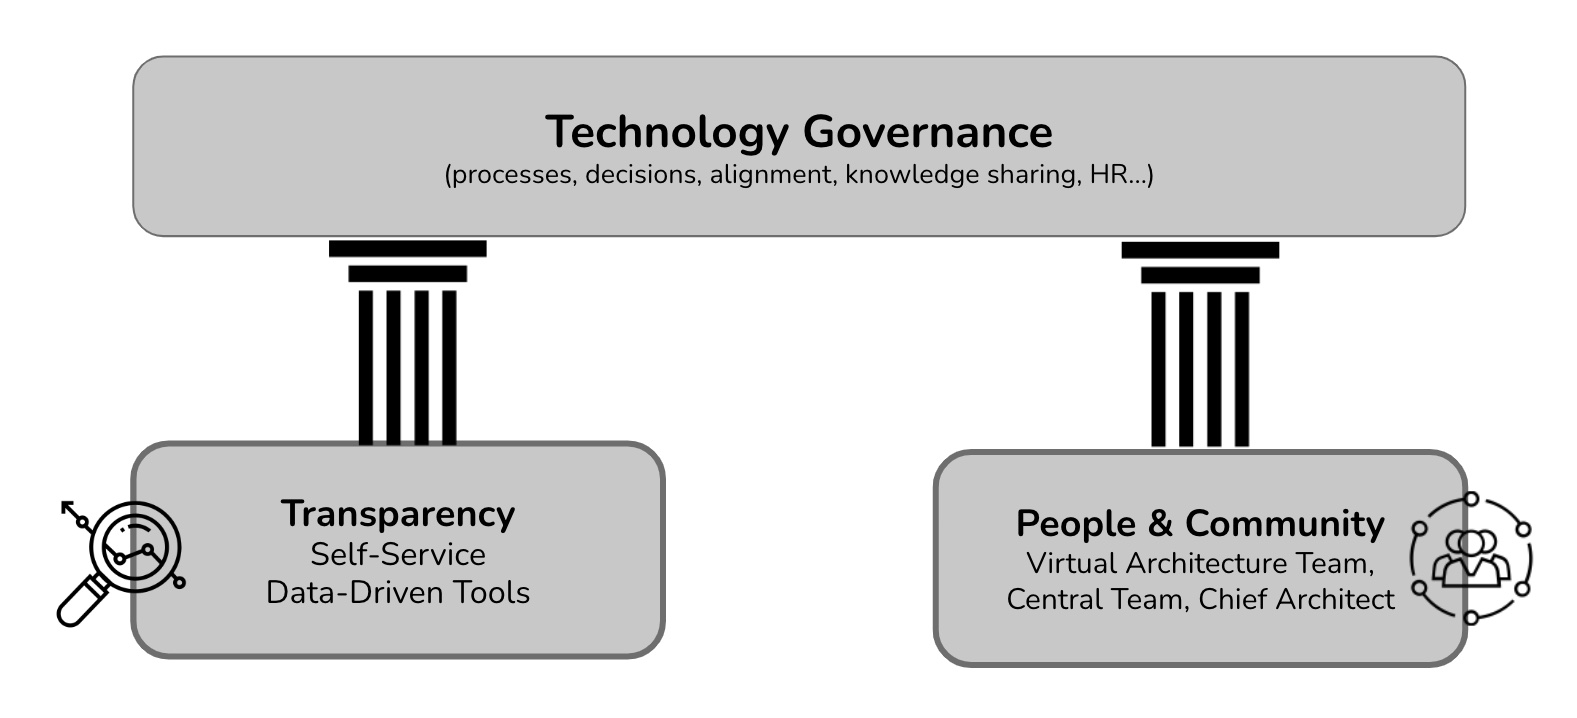 Technology Governance
(processes, decisions, alignment, knowledge sharing, HR...)
Transparency
Self-Service
Data-Driven Tools
People & Community
Virtual Architecture Team,
Central Team, Chief Architect